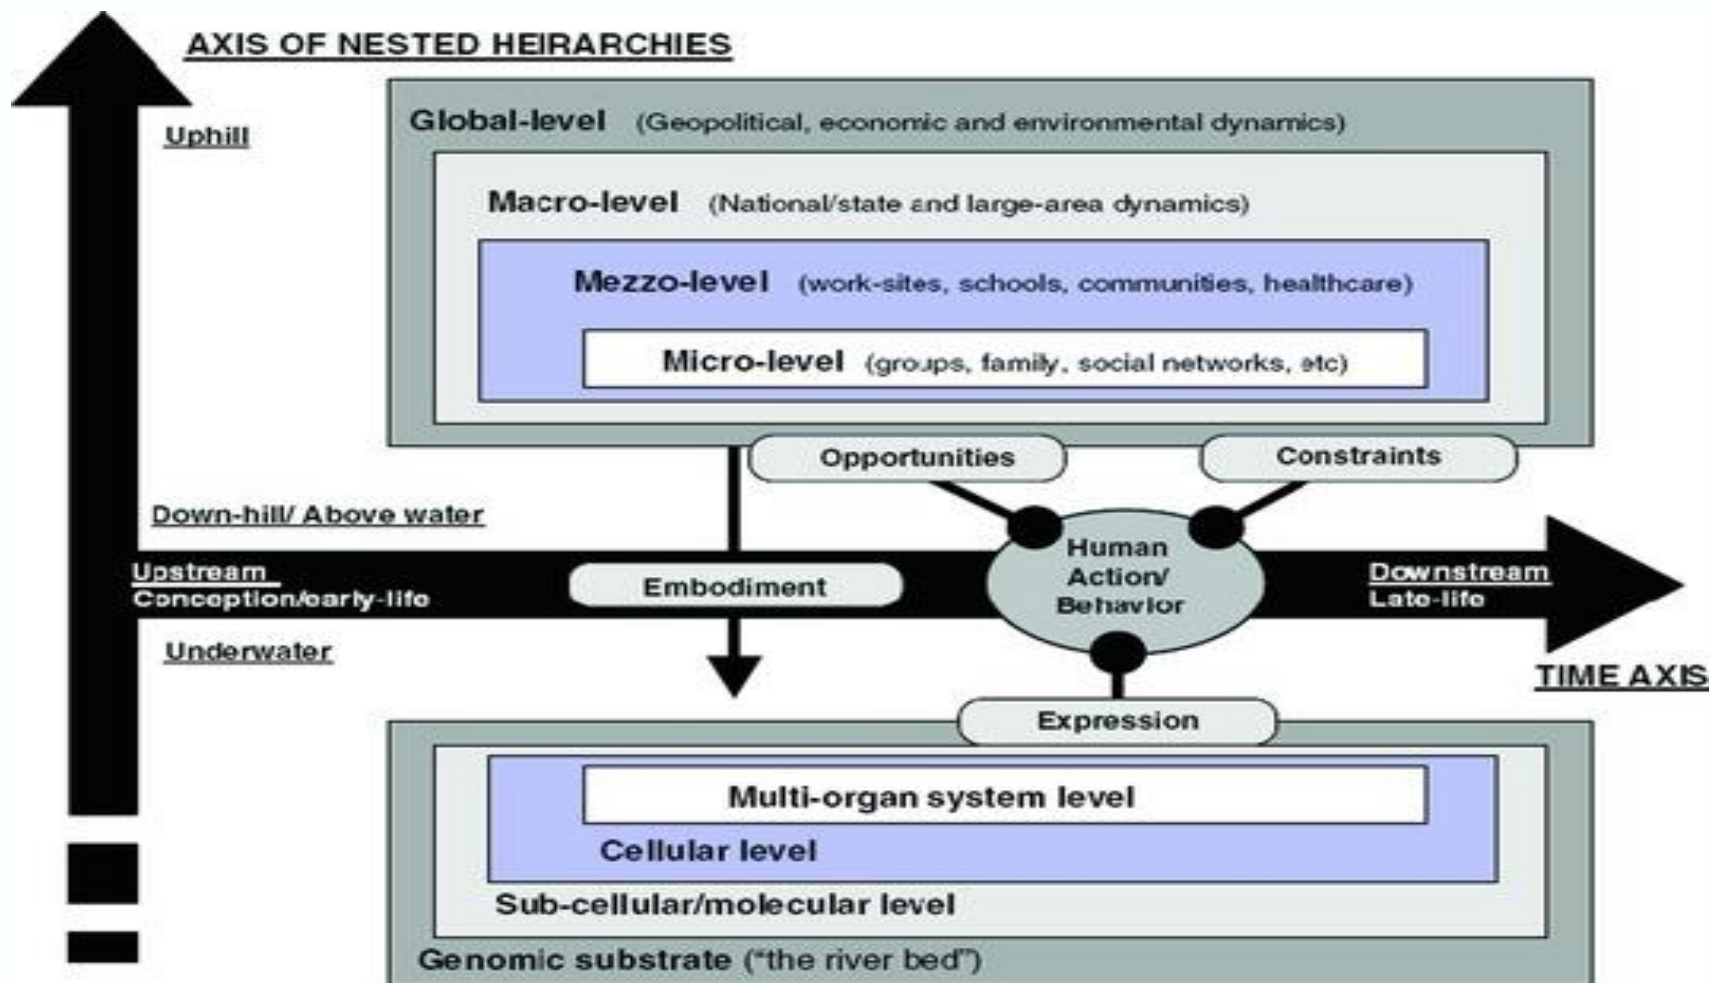 AXIS OF NESTED HEIRARCHIES
Uphill
Global-level (Geopolitical, economic and environmental dynamics)
Macro-level (National/state and large-area dynamics)
Mezzo-level (work-sites, schools, communities, healthcare)
Micro-level (groups, family, social networks, etc)
Opportunities
Constraints
Down-hill/ Above water
Upstream
Conception/early-life
Embodiment
Human
Action/
Behavior
Downstream
Late-life
Underwater
TIME AXIS
Expression
Multi-organ system level
Cellular level
Sub-cellular/molecular level
Genomic substrate (“the river bed”)